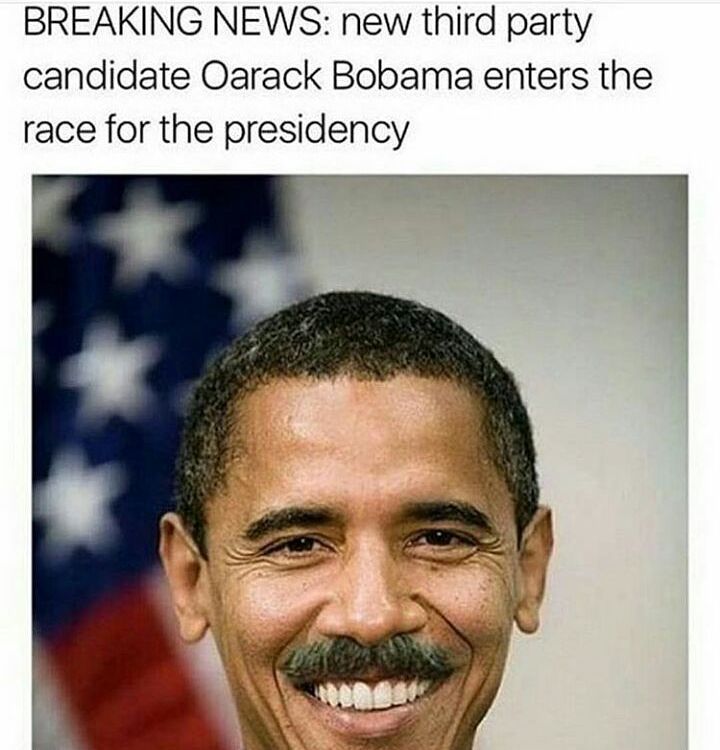 BREAKING NEWS: new third party
candidate Oarack Bobama enters the
race for the presidency